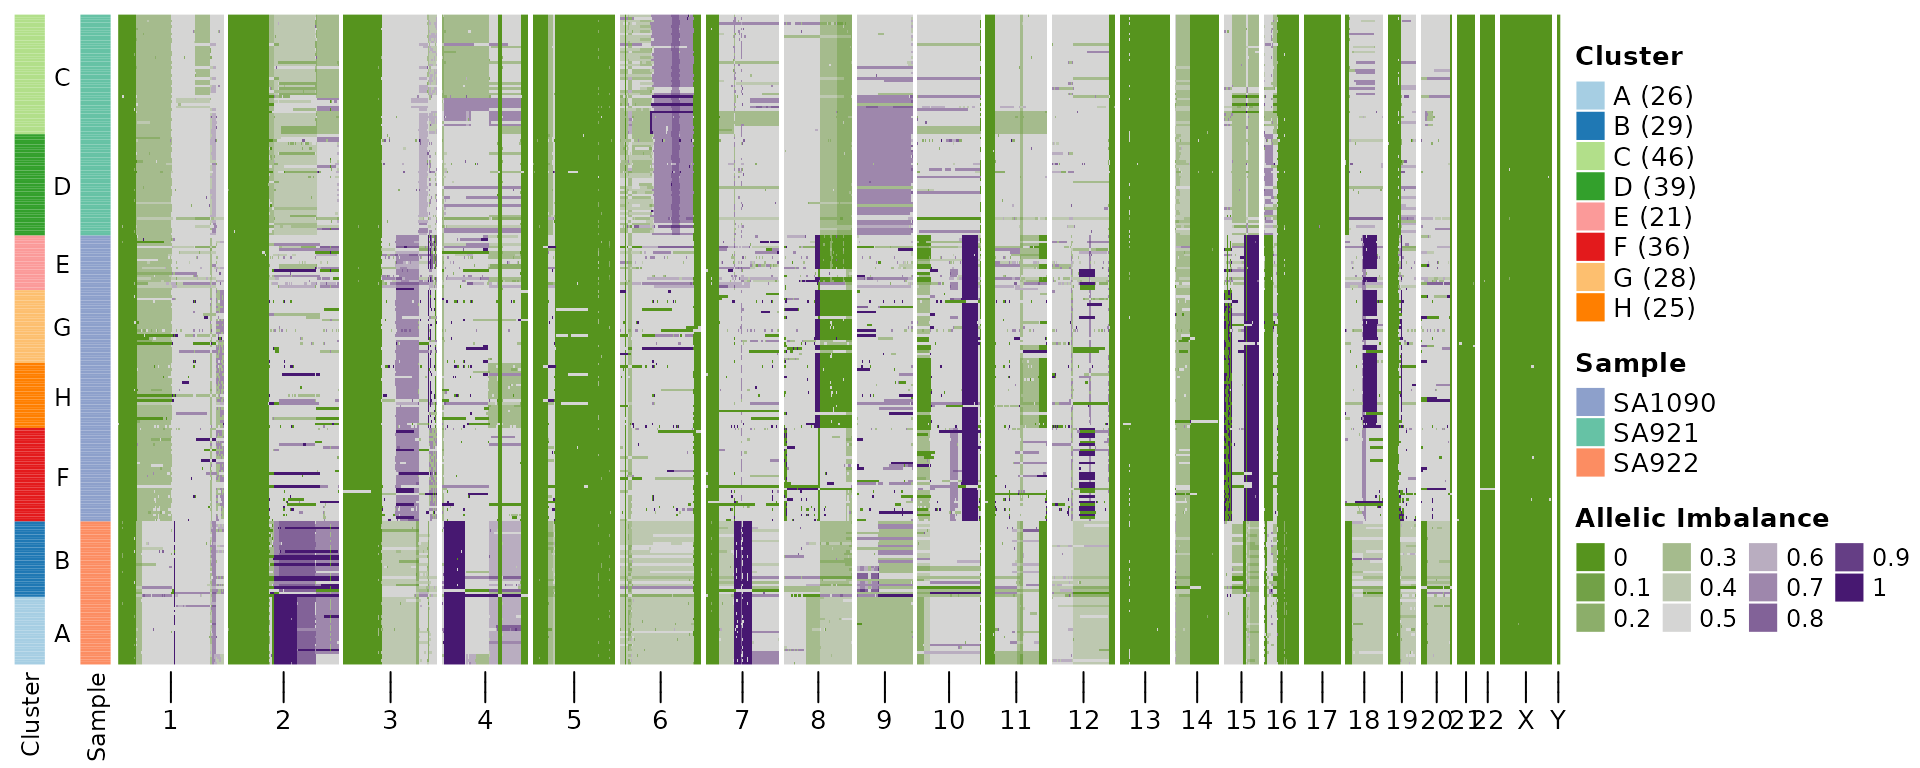 C
D
E
G
H
F
B
A
Cluster
Sample
1 2 3 4 5 6 7 8 9 10 11 12 13 14 15 16 17 18 19 20 21 22 X Y
Cluster
A (26)
B (29)
C (46)
D (39)
E (21)
F (36)
G (28)
H (25)
Sample
SA1090
SA921
SA922
Allelic Imbalance
0 0.3 0.6 0.9
0.1 0.4 0.7 1
0.2 0.5 0.8